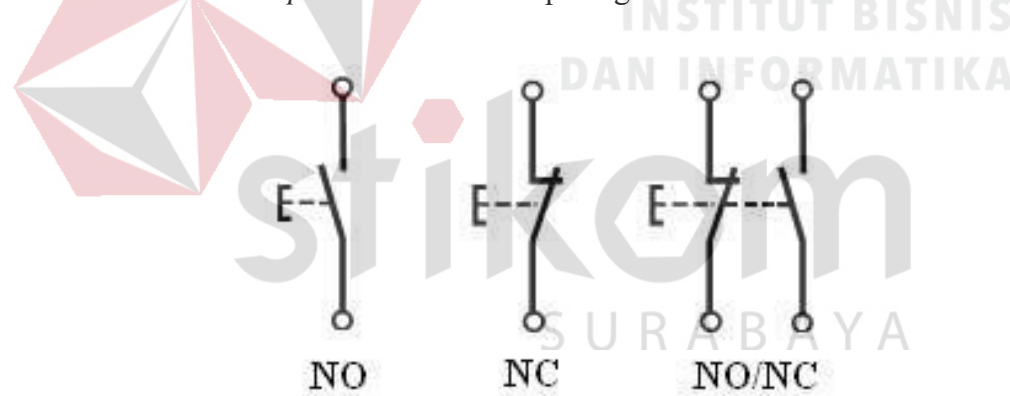 INSTITUT BISNIS
DAN INFORMATIKA
stikom
SURABAYA
NO
NC
NO/NC